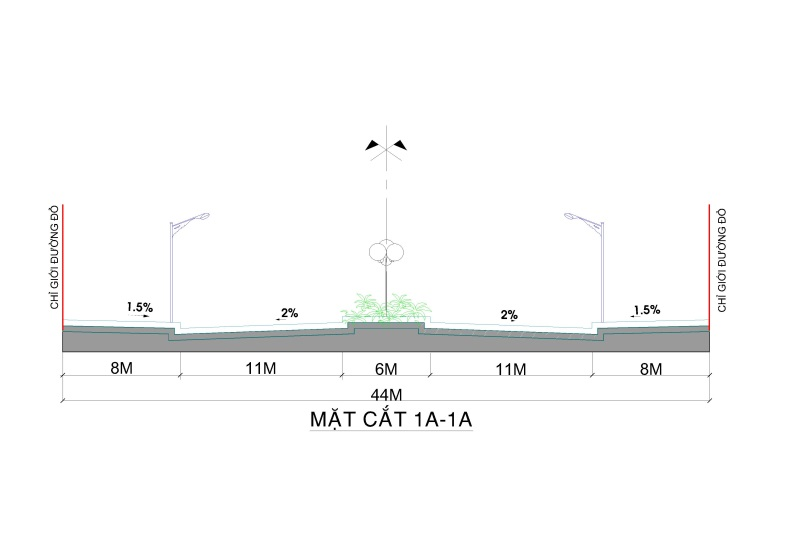 CHỈ GIỚI ĐƯỜNG ĐỎ
CHỈ GIỚI ĐƯỜNG ĐỎ
1.5%
2%
2%
1.5%
8M
11M
6M
11M
8M
44M
MẶT CẮT 1A-1A